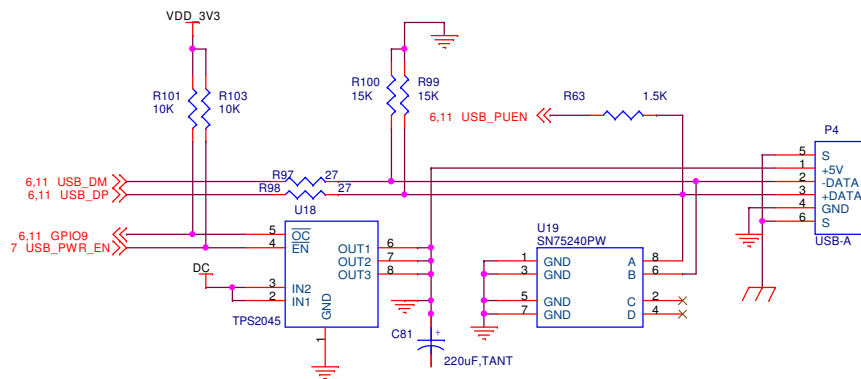 VDD_3V3
R101
10K
R103
10K
R100
15K
R99
15K
R63
1.5K
6,11 USB_PUEN
P4
5 S
1 +5V
2 -DATA
3 +DATA
4 GND
6 S
USB-A
6,11 USB_DM
R97 27
6,11 USB_DP
R98 27
U18
6,11 GPIO9
7 USB_PWR_EN
5 OC
4 EN
DC
3 IN2
2 IN1
OUT1 6
OUT2 7
OUT3 8
GND
1
TPS2045
C81
+
220uF,TANT
U19
SN75240PW
1 GND
3 GND
5 GND
7 GND
A 8
B 6
C 2
D 4